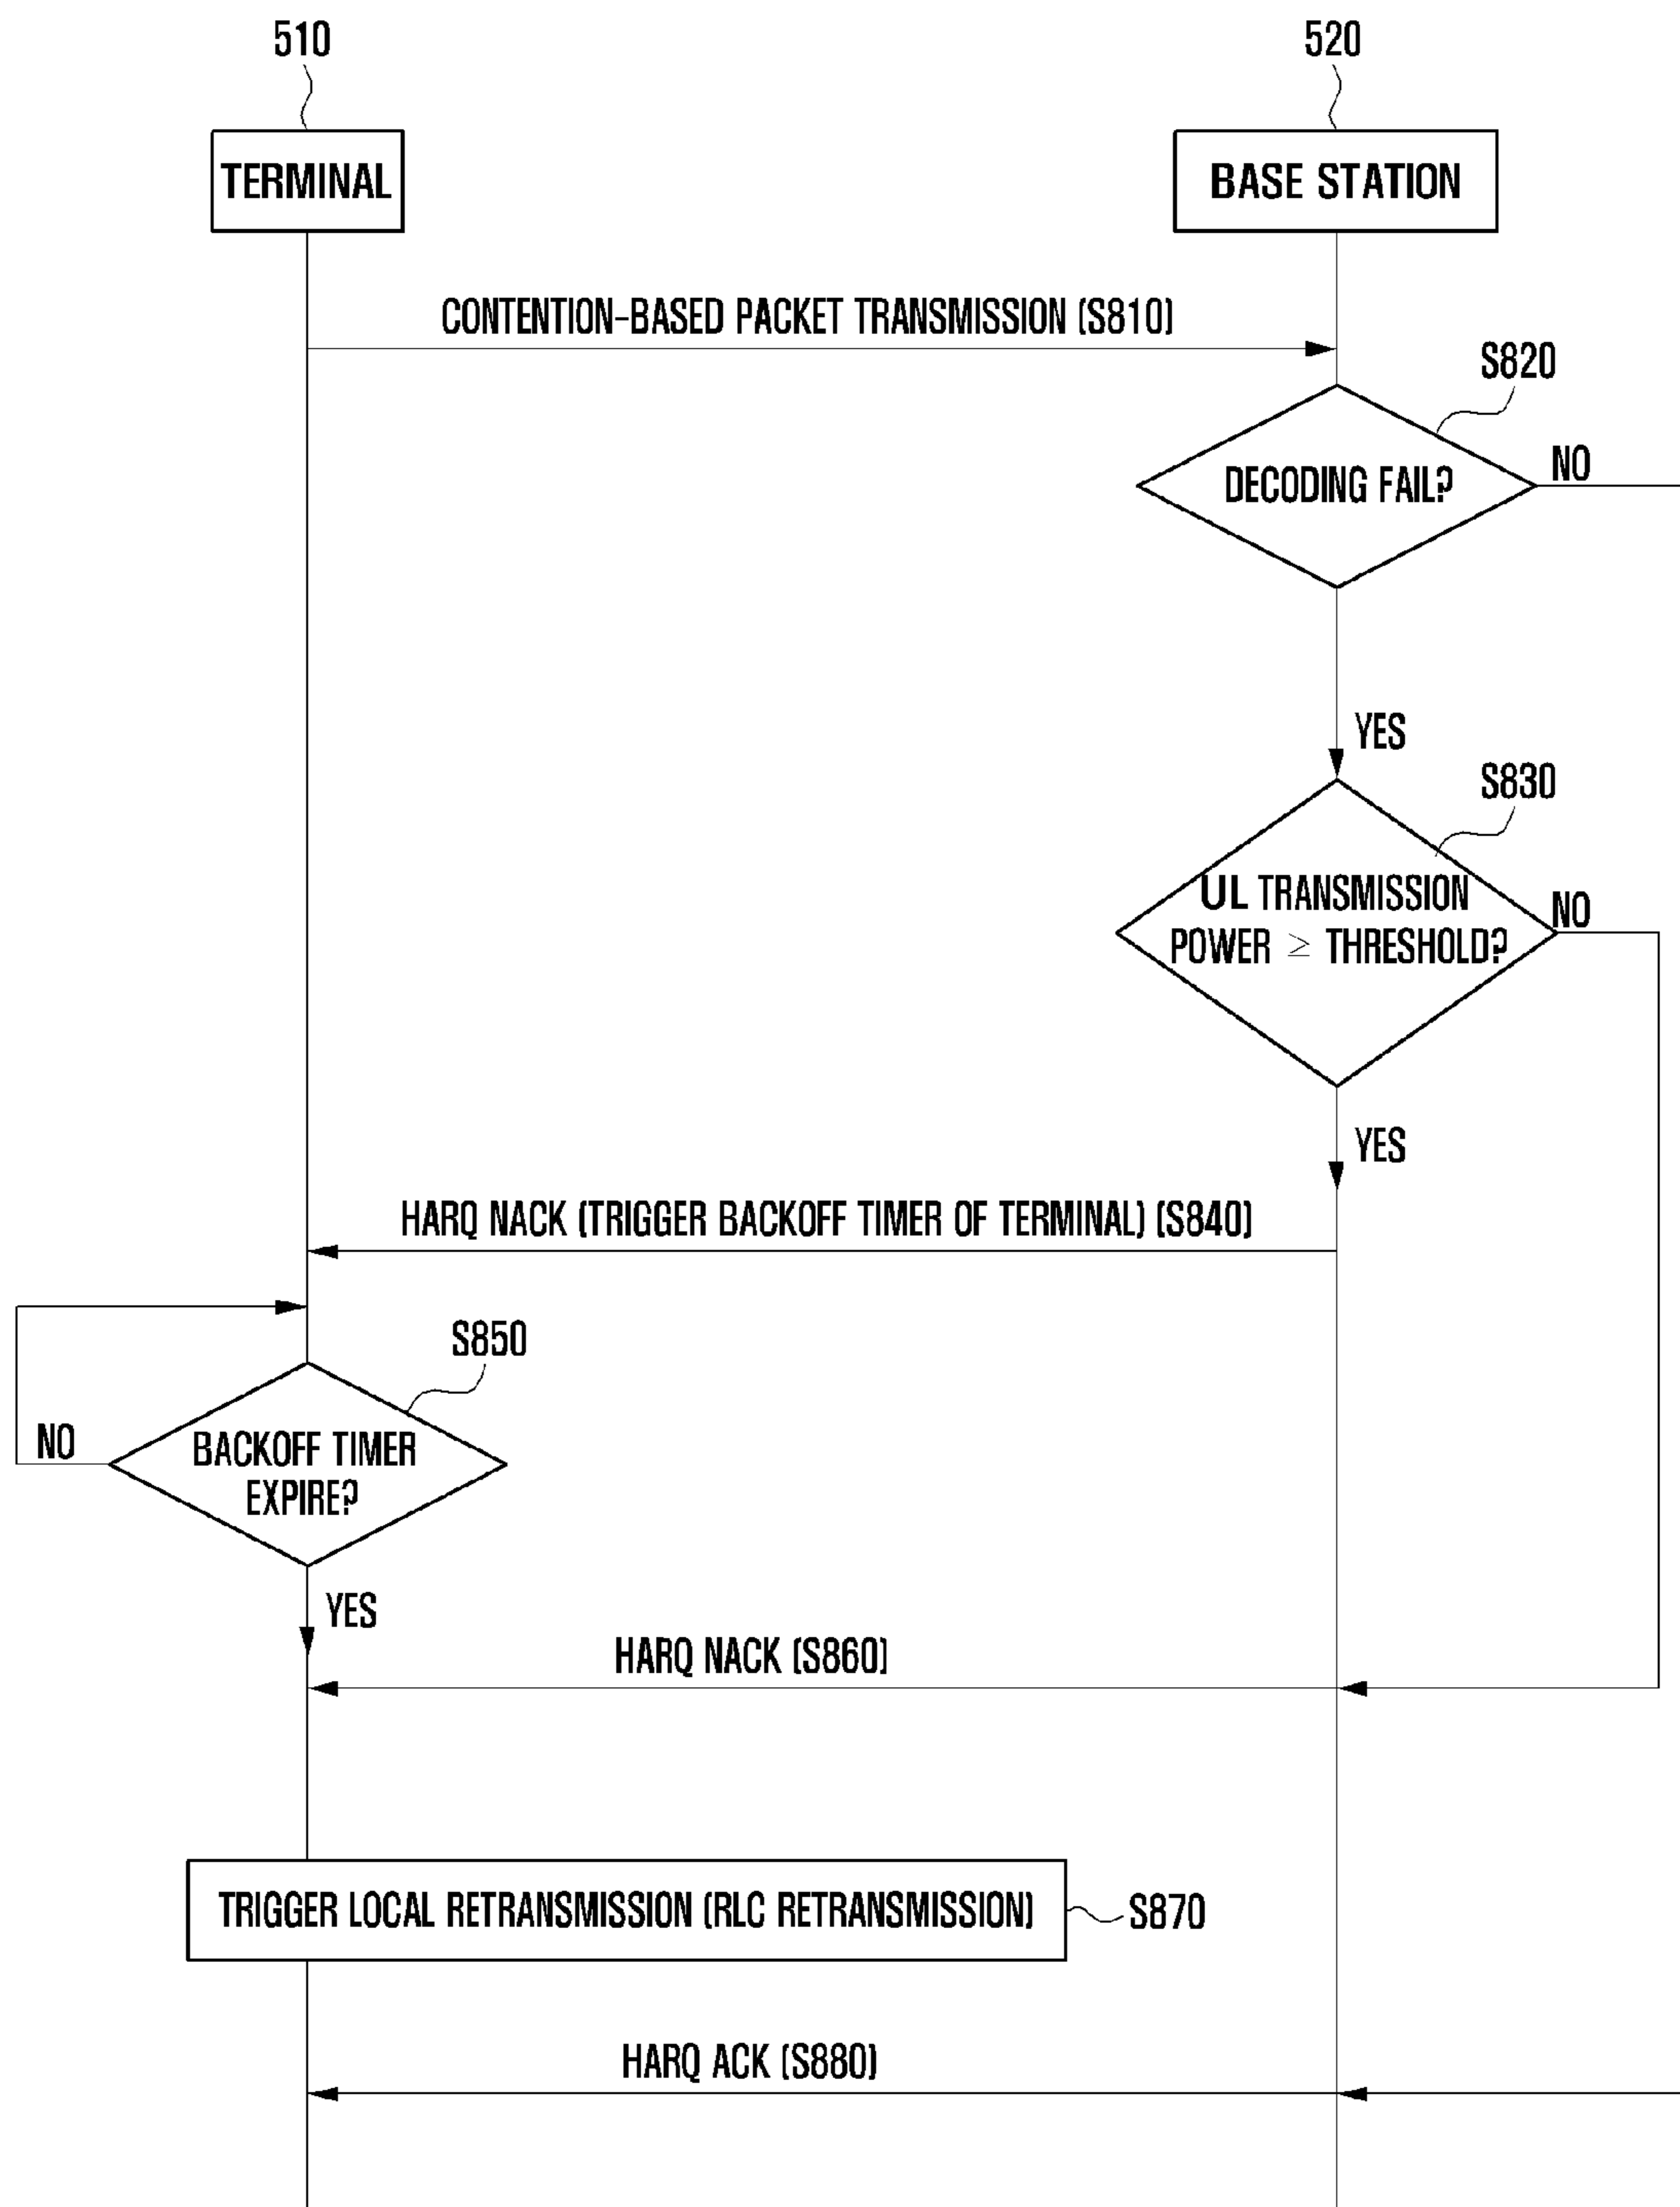 510
520
TERMINAL
BASE STATION
CONTENTION-BASED PACKET TRANSMISSION (S810)
S820
DECODING FAIL?
NO
YES
S830
UL TRANSMISSION
POWER ≥ THRESHOLD?
NO
YES
HARQ NACK (TRIGGER BACKOFF TIMER OF TERMINAL) (S840)
S850
BACKOFF TIMER
EXPIRE?
NO
YES
HARQ NACK (S860)
TRIGGER LOCAL RETRANSMISSION (RLC RETRANSMISSION)
S870
HARQ ACK (S880)